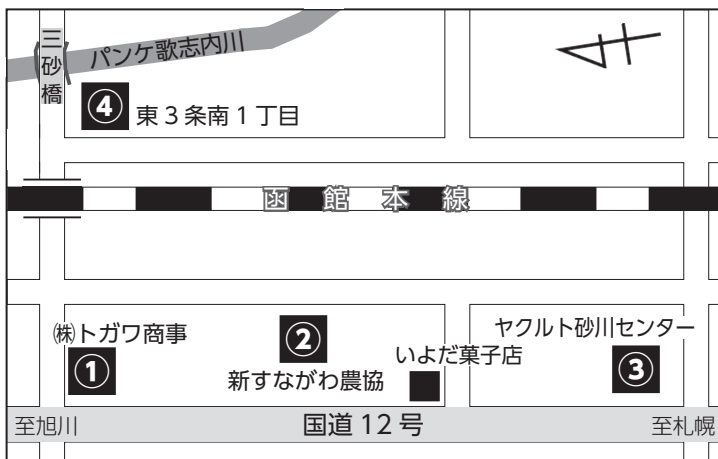 三砂橋
パンケ歌志内川
④ 東3条南1丁目
函館本線
㈱トガワ商事
①
②
新すながわ農協
いよだ菓子店
ヤクルト砂川センター
③
至旭川
国道12号
至札幌